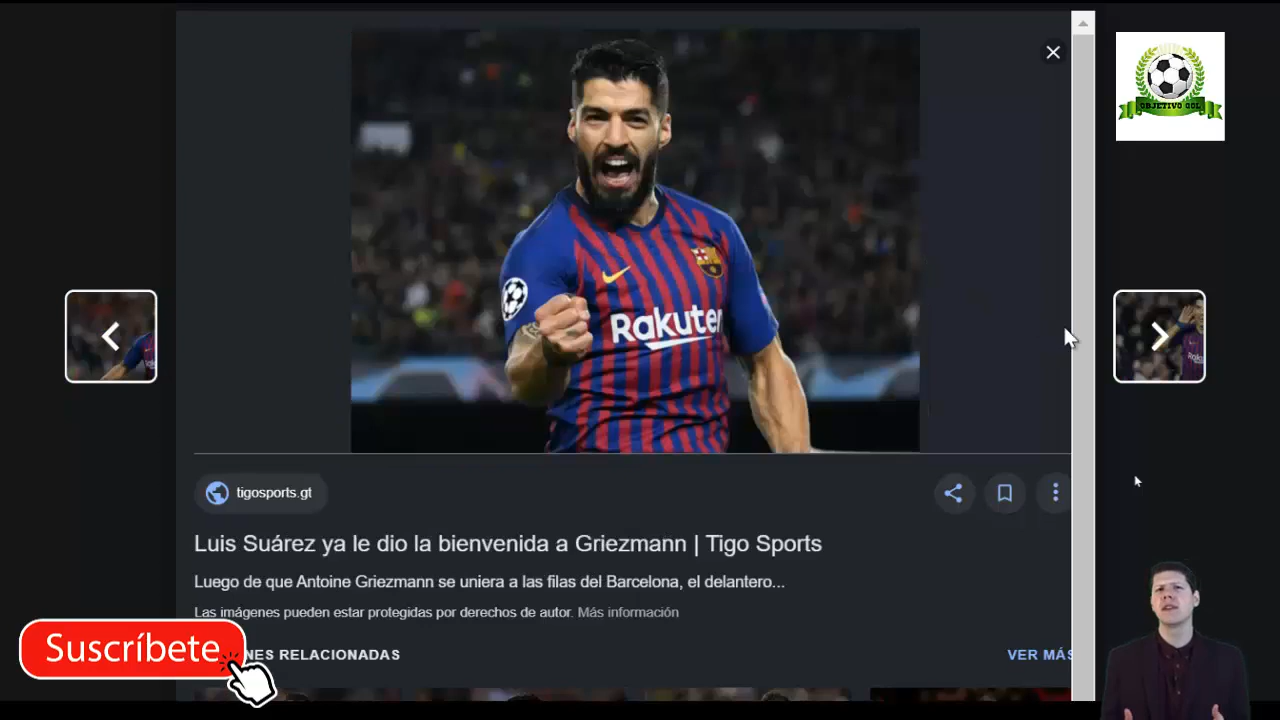 OBJETIVO GOL
Rakuten
tigosports.gt
Luis Suárez ya le dio la bienvenida a Griezmann | Tigo Sports
Luego de que Antoine Griezmann se uniera a las filas del Barcelona, el delantero...
Las imágenes pueden estar protegidas por derechos de autor. Más información
Suscríbete
NES RELACIONADAS
VER MÁS